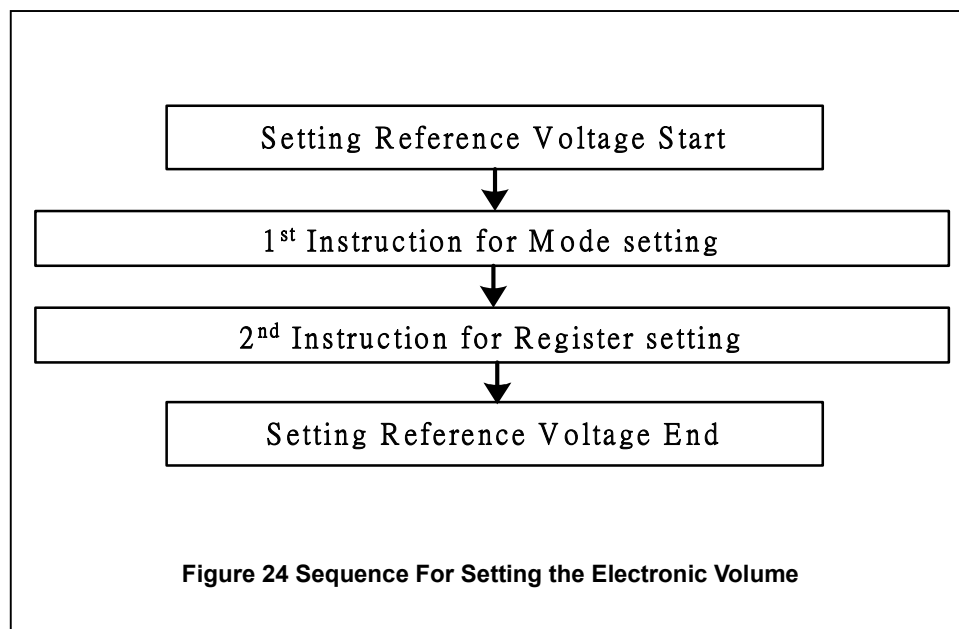 Setting Reference Voltage Start
1st Instruction for Mode setting
2nd Instruction for Register setting
Setting Reference Voltage End
Figure 24 Sequence For Setting the Electronic Volume